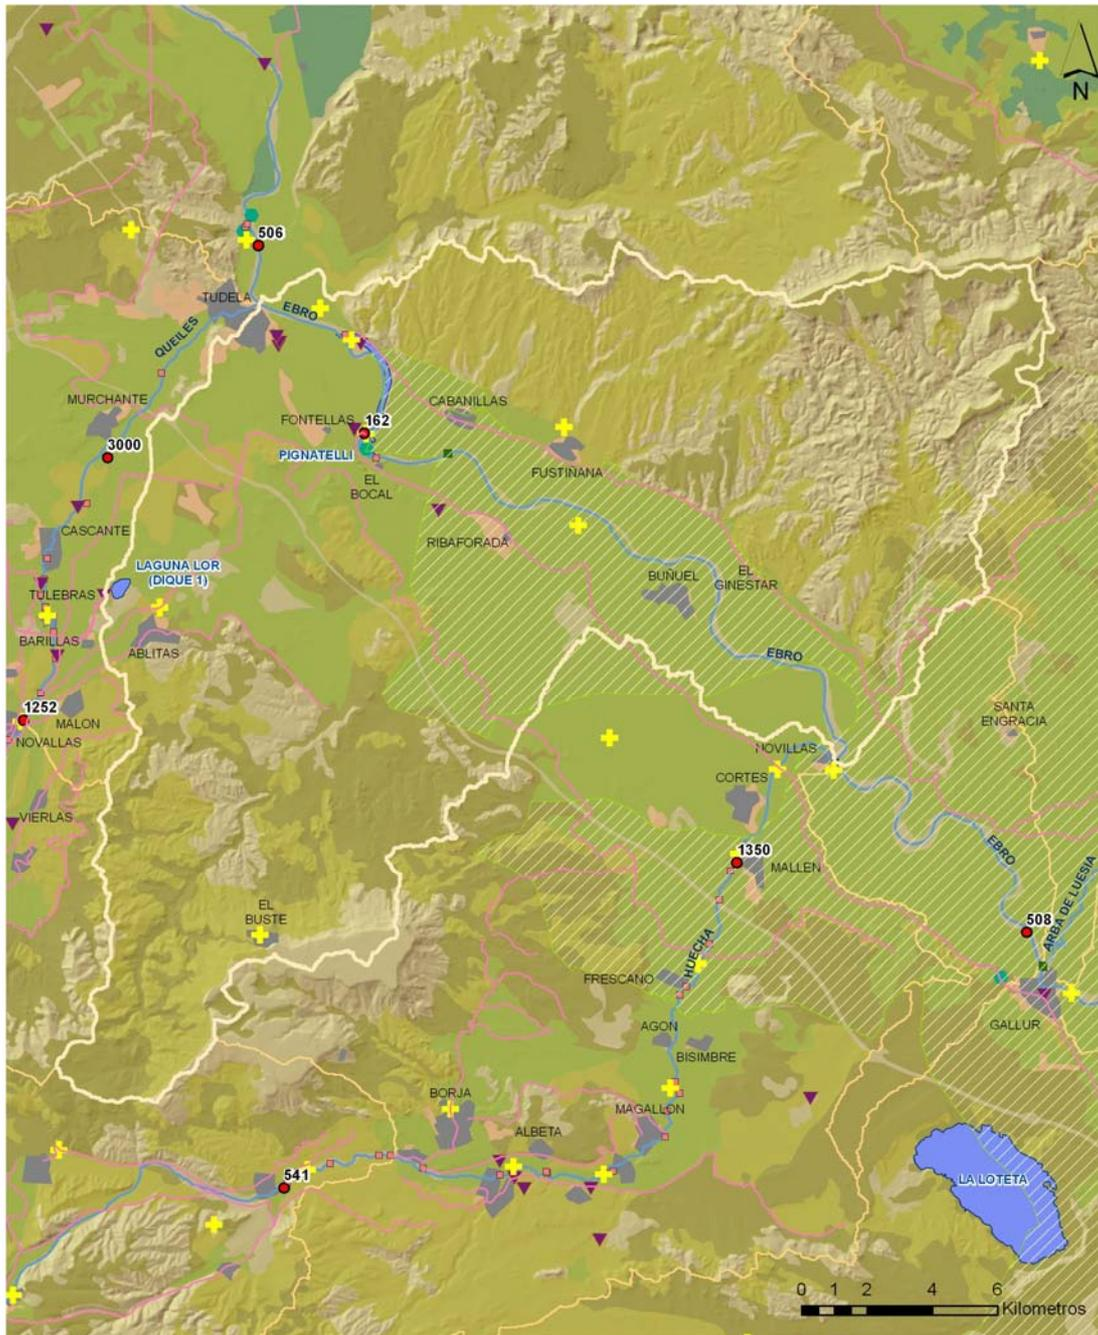 N
506
TUDELA
EBRO
QUEILES
MURCHANTE
CABANILLAS
FONTELLAS
162
3000
PIGNATELLI
FUSTIÑANA
EL
BOCAL
CASCANTE
RIBAFORADA
LAGUNA LOR
(DIQUE 1)
BUÑUEL
EL
GINESTAR
TULEBRAS
BARILLAS
ABLITAS
EBRO
1252
MALON
NOVALLAS
SANTA
ENGRACIA
NOVILLAS
CORTES
VIERLAS
1350
MALLEN
EBRO
ARBA DE LUESIA
EL
BUSTE
508
HUECHA
FRESCANO
AGON
GALLUR
BISIMBRE
BORJA
MAGALLON
ALBETA
541
LA LOTETA
0 2 4 6
Kilometros